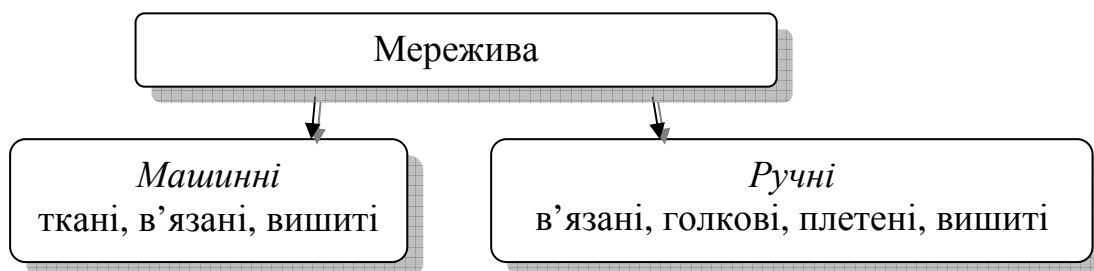 Мережива
Машинні
ткані, в’язані, вишиті
Ручні
в’язані, голкові, плетені, вишиті